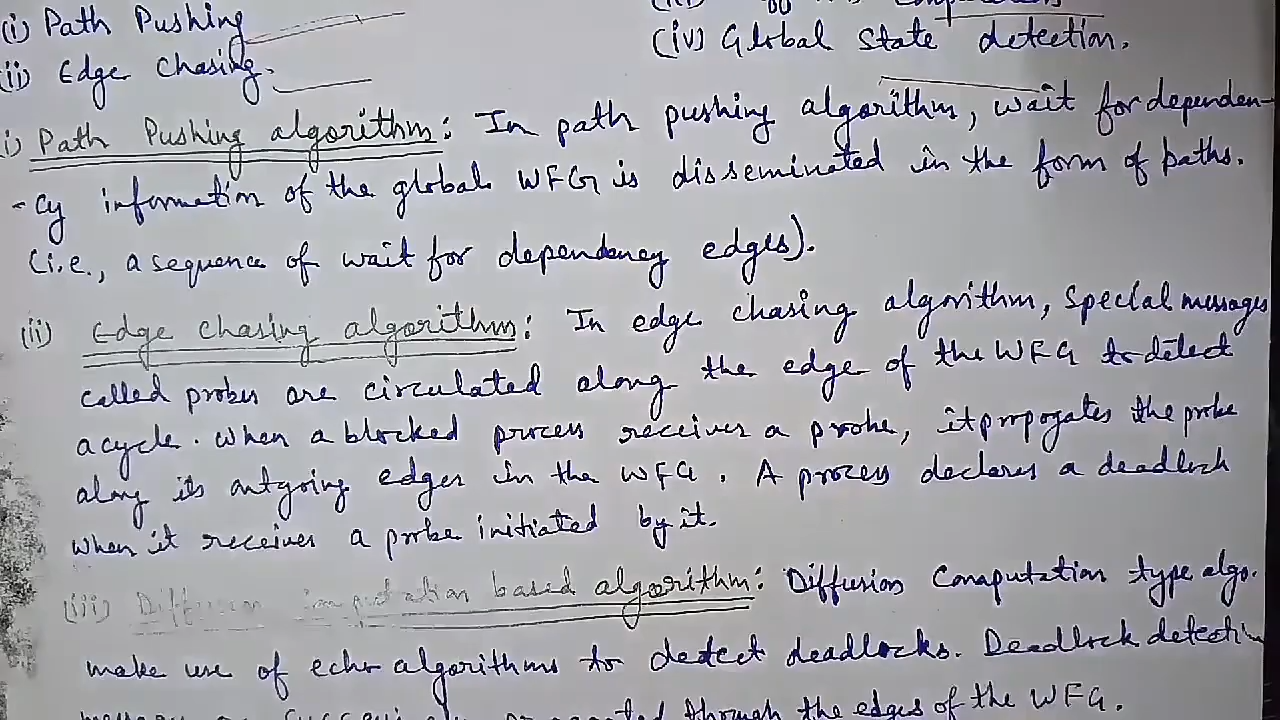 (i) Path Pushing
(ii) Edge Chasing.
(iv) Global State detection.
i) Path Pushing algorithm: In path pushing algorithm, wait for dependen-
-cy information of the global WFG is disseminated in the form of paths.
(i.e., a sequence of wait for dependency edges).
(ii) Edge chasing algorithm: In edge chasing algorithm, Special messages
called probes are circulated along the edge of the WFG to detect
a cycle. When a blocked process receives a probe, it propogates the probe
along its outgoing edges in the WFG. A process declares a deadlock
when it receives a probe initiated by it.
(iii) Diffusion computation based algorithm: Diffusion Computation type algo.
make use of echo algorithms to detect deadlocks. Deadlock detection
through the edges of the WFG.